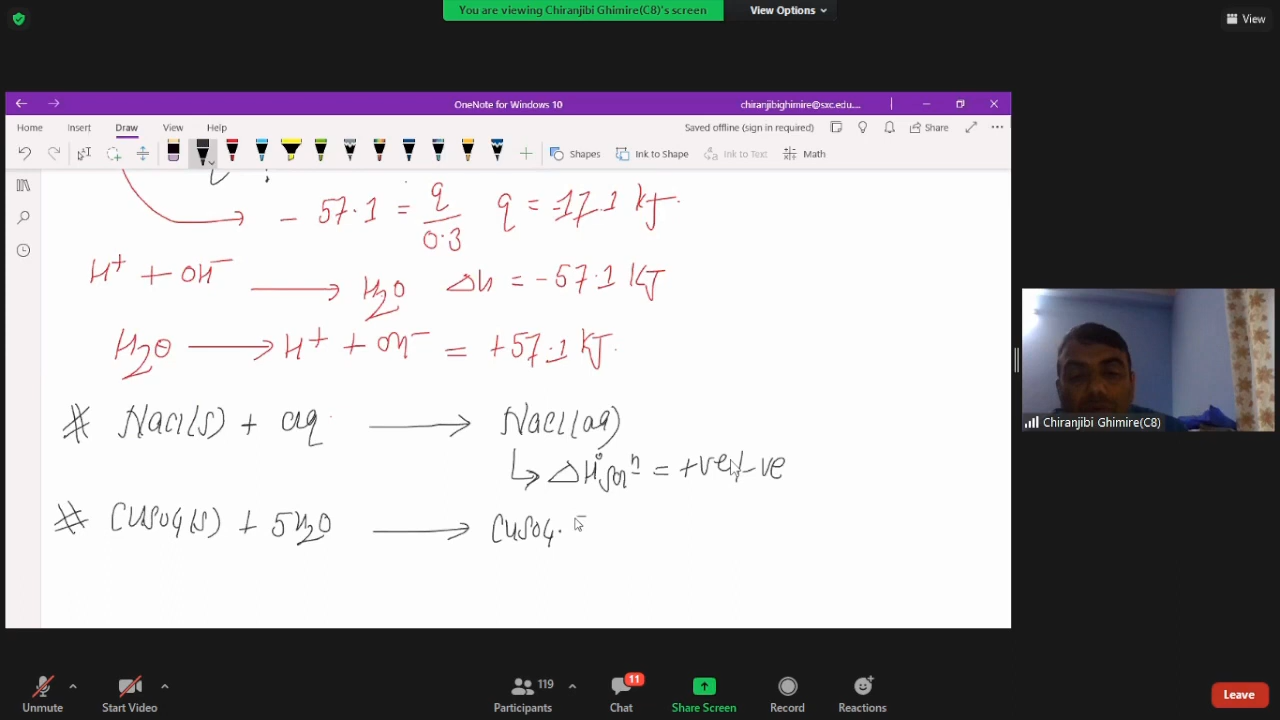 You are viewing Chiranjibi Ghimire(C8)'s screen
View Options
View
OneNote for Windows 10
chiranjibighimire@sxc.edu....
Home Insert Draw View Help
Saved offline (sign in required)
Share
Shapes
Ink to Shape
Ink to Text
Math
- 57.1 = q/0.3 q = -17.1 kJ.
H⁺ + OH⁻ → H2O Δh = -57.1 KJ
H2O → H⁺ + OH⁻ = +57.1 KJ.
* NaCl(s) + aq. → NaCl(aq)
↳ ΔH°solⁿ = +ve/-ve
* CuSO4(s) + 5H2O → CuSO4. 5
Chiranjibi Ghimire(C8)
Unmute
Start Video
119
Participants
11
Chat
Share Screen
Record
Reactions
Leave